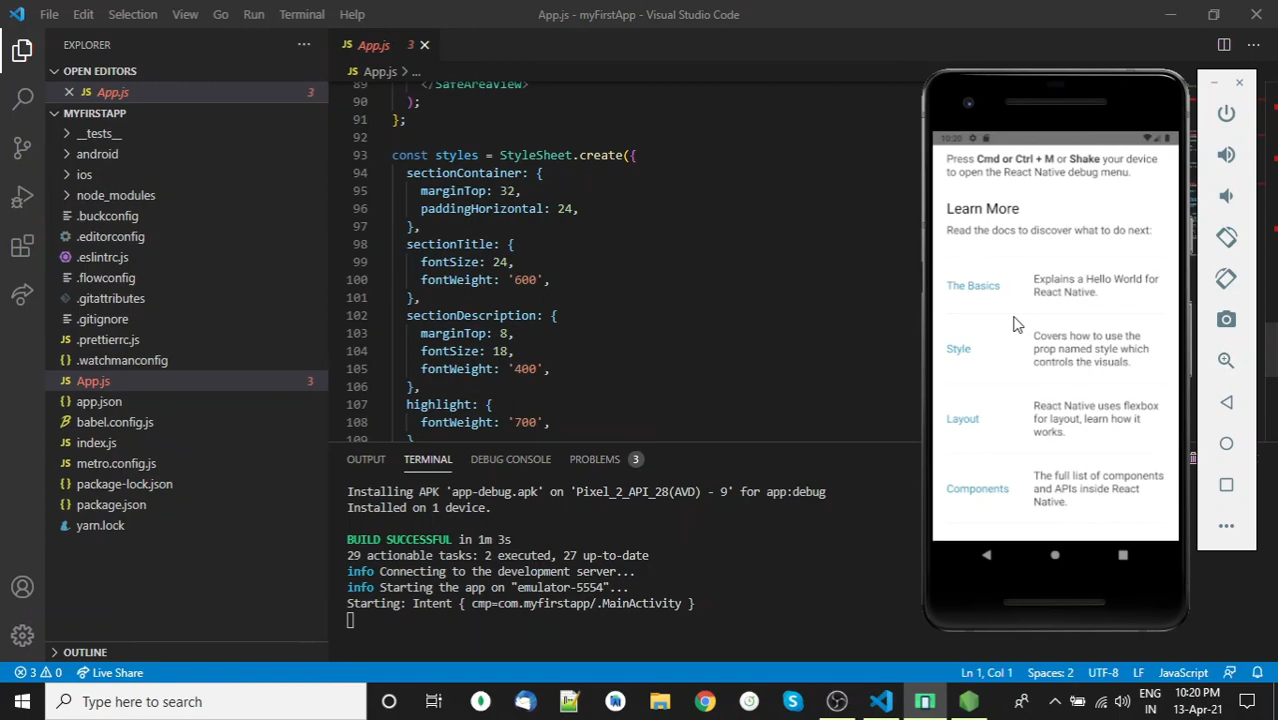 File Edit Selection View Go Run Terminal Help App.js - myFirstApp - Visual Studio Code
EXPLORER
OPEN EDITORS
JS App.js 3
MYFIRSTAPP
__tests__
android
ios
node_modules
.buckconfig
.editorconfig
.eslintrc.js
.flowconfig
.gitattributes
.gitignore
.prettierrc.js
.watchmanconfig
JS App.js 3
{} app.json
babel.config.js
JS index.js
JS metro.config.js
{} package-lock.json
{} package.json
yarn.lock
OUTLINE
JS App.js 3
JS App.js > ...
89 </SafeAreaView>
90 );
91 };
92
93 const styles = StyleSheet.create({
94 sectionContainer: {
95 marginTop: 32,
96 paddingHorizontal: 24,
97 },
98 sectionTitle: {
99 fontSize: 24,
100 fontWeight: '600',
101 },
102 sectionDescription: {
103 marginTop: 8,
104 fontSize: 18,
105 fontWeight: '400',
106 },
107 highlight: {
108 fontWeight: '700',
109 }
OUTPUT TERMINAL DEBUG CONSOLE PROBLEMS 3
Installing APK 'app-debug.apk' on 'Pixel_2_API_28(AVD) - 9' for app:debug
Installed on 1 device.
BUILD SUCCESSFUL in 1m 3s
29 actionable tasks: 2 executed, 27 up-to-date
info Connecting to the development server...
info Starting the app on "emulator-5554"...
Starting: Intent { cmp=com.myfirstapp/.MainActivity }
10:20
Press Cmd or Ctrl + M or Shake your device
to open the React Native debug menu.
Learn More
Read the docs to discover what to do next:
The Basics
Explains a Hello World for
React Native.
Style
Covers how to use the
prop named style which
controls the visuals.
Layout
React Native uses flexbox
for layout, learn how it
works.
Components
The full list of components
and APIs inside React
Native.
3 0 Live Share Ln 1, Col 1 Spaces: 2 UTF-8 LF JavaScript
Type here to search
ENG
IN
10:20 PM
13-Apr-21